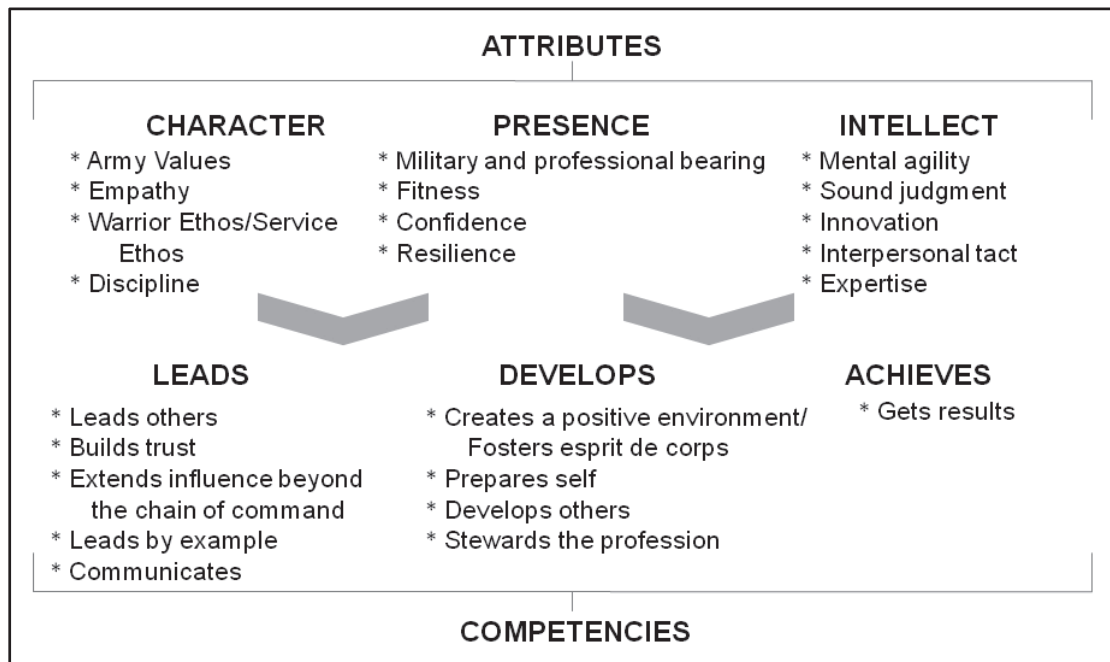 ATTRIBUTES
CHARACTER
* Army Values
* Empathy
* Warrior Ethos/Service
Ethos
* Discipline
PRESENCE
* Military and professional bearing
* Fitness
* Confidence
* Resilience
INTELLECT
* Mental agility
* Sound judgment
* Innovation
* Interpersonal tact
* Expertise
LEADS
* Leads others
* Builds trust
* Extends influence beyond
the chain of command
* Leads by example
* Communicates
DEVELOPS
* Creates a positive environment/
Fosters esprit de corps
* Prepares self
* Develops others
* Stewards the profession
ACHIEVES
* Gets results
COMPETENCIES